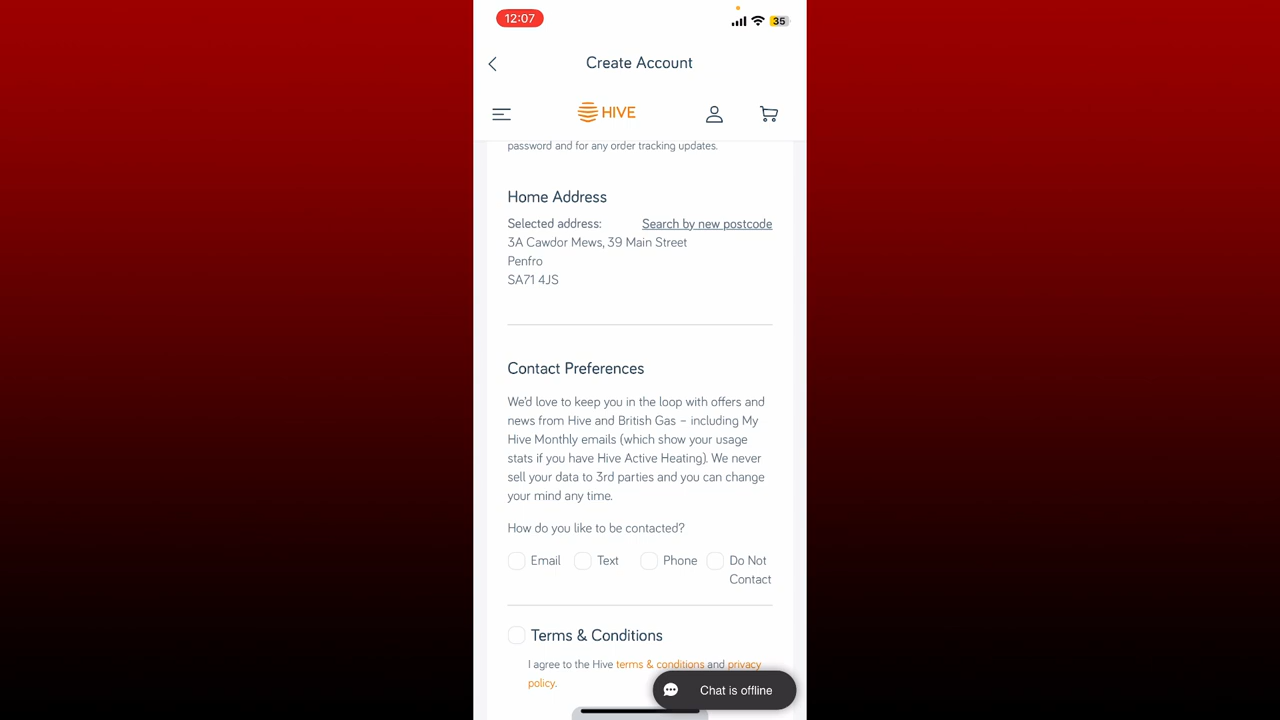 12:07
35
Create Account
HIVE
password and for any order tracking updates.
Home Address
Selected address: Search by new postcode
3A Cawdor Mews, 39 Main Street
Penfro
SA71 4JS
Contact Preferences
We'd love to keep you in the loop with offers and
news from Hive and British Gas – including My
Hive Monthly emails (which show your usage
stats if you have Hive Active Heating). We never
sell your data to 3rd parties and you can change
your mind any time.
How do you like to be contacted?
Email Text Phone Do Not
Contact
Terms & Conditions
I agree to the Hive terms & conditions and privacy
policy.
Chat is offline